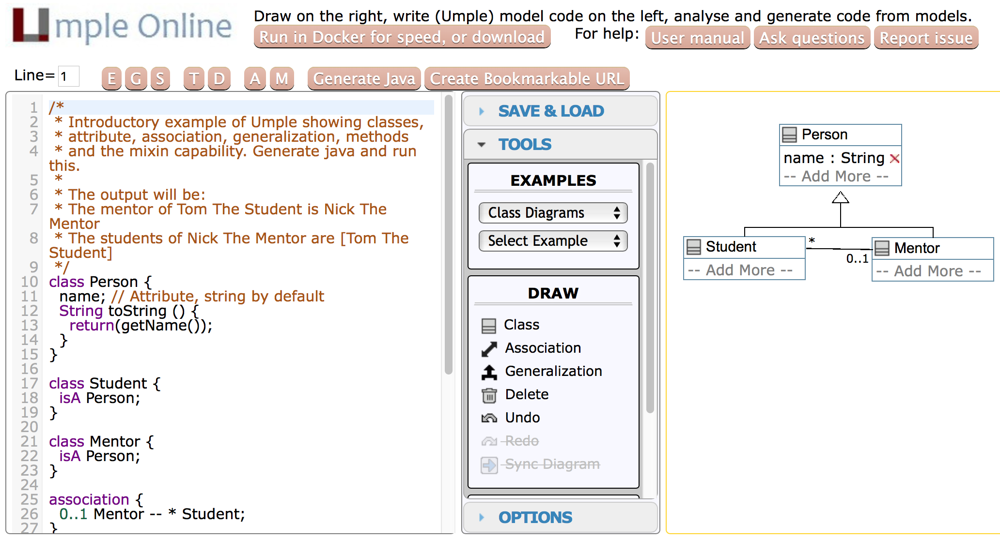 Umple Online
Draw on the right, write (Umple) model code on the left, analyse and generate code from models.
Run in Docker for speed, or download
For help:
User manual
Ask questions
Report issue
Line=
1
E
G
S
T
D
A
M
Generate Java
Create Bookmarkable URL
1 /*
2  * Introductory example of Umple showing classes,
3  * attribute, association, generalization, methods
4  * and the mixin capability. Generate java and run
this.
5  *
6  * The output will be:
7  * The mentor of Tom The Student is Nick The
Mentor
8  * The students of Nick The Mentor are [Tom The
Student]
9  */
10 class Person {
11   name; // Attribute, string by default
12   String toString () {
13     return(getName());
14   }
15 }
16
17 class Student {
18   isA Person;
19 }
20
21 class Mentor {
22   isA Person;
23 }
24
25 association {
26   0..1 Mentor -- * Student;
27 }
SAVE & LOAD
TOOLS
EXAMPLES
Class Diagrams
Select Example
DRAW
Class
Association
Generalization
Delete
Undo
Redo
Sync Diagram
OPTIONS
Person
name : String
-- Add More --
Student
-- Add More --
*
0..1
Mentor
-- Add More --